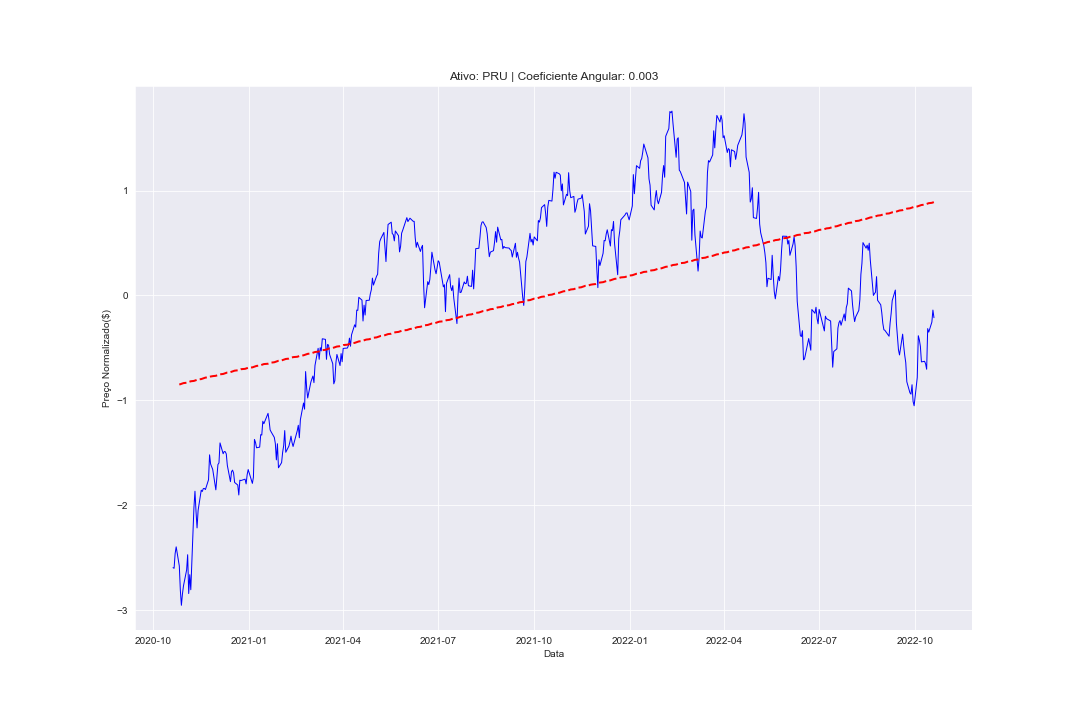 Ativo: PRU | Coeficiente Angular: 0.003
Preço Normalizado($)
1
0
−1
−2
−3
2020-10 2021-01 2021-04 2021-07 2021-10 2022-01 2022-04 2022-07 2022-10
Data